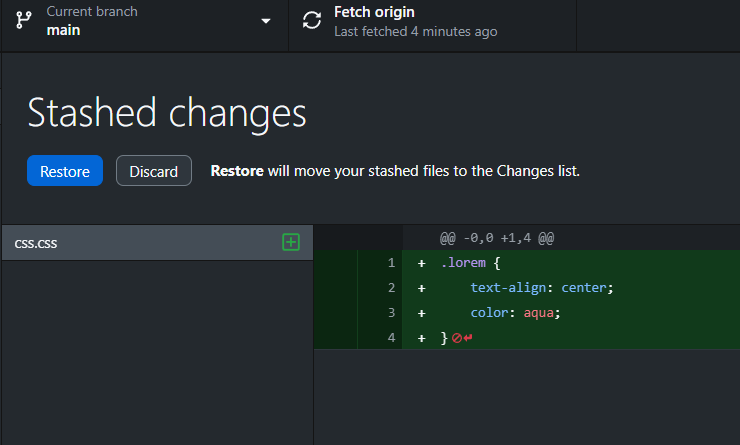 Current branch
main
Fetch origin
Last fetched 4 minutes ago
Stashed changes
Restore
Discard
Restore will move your stashed files to the Changes list.
css.css
@@ -0,0 +1,4 @@
1 + .lorem {
2 + text-align: center;
3 + color: aqua;
4 + }